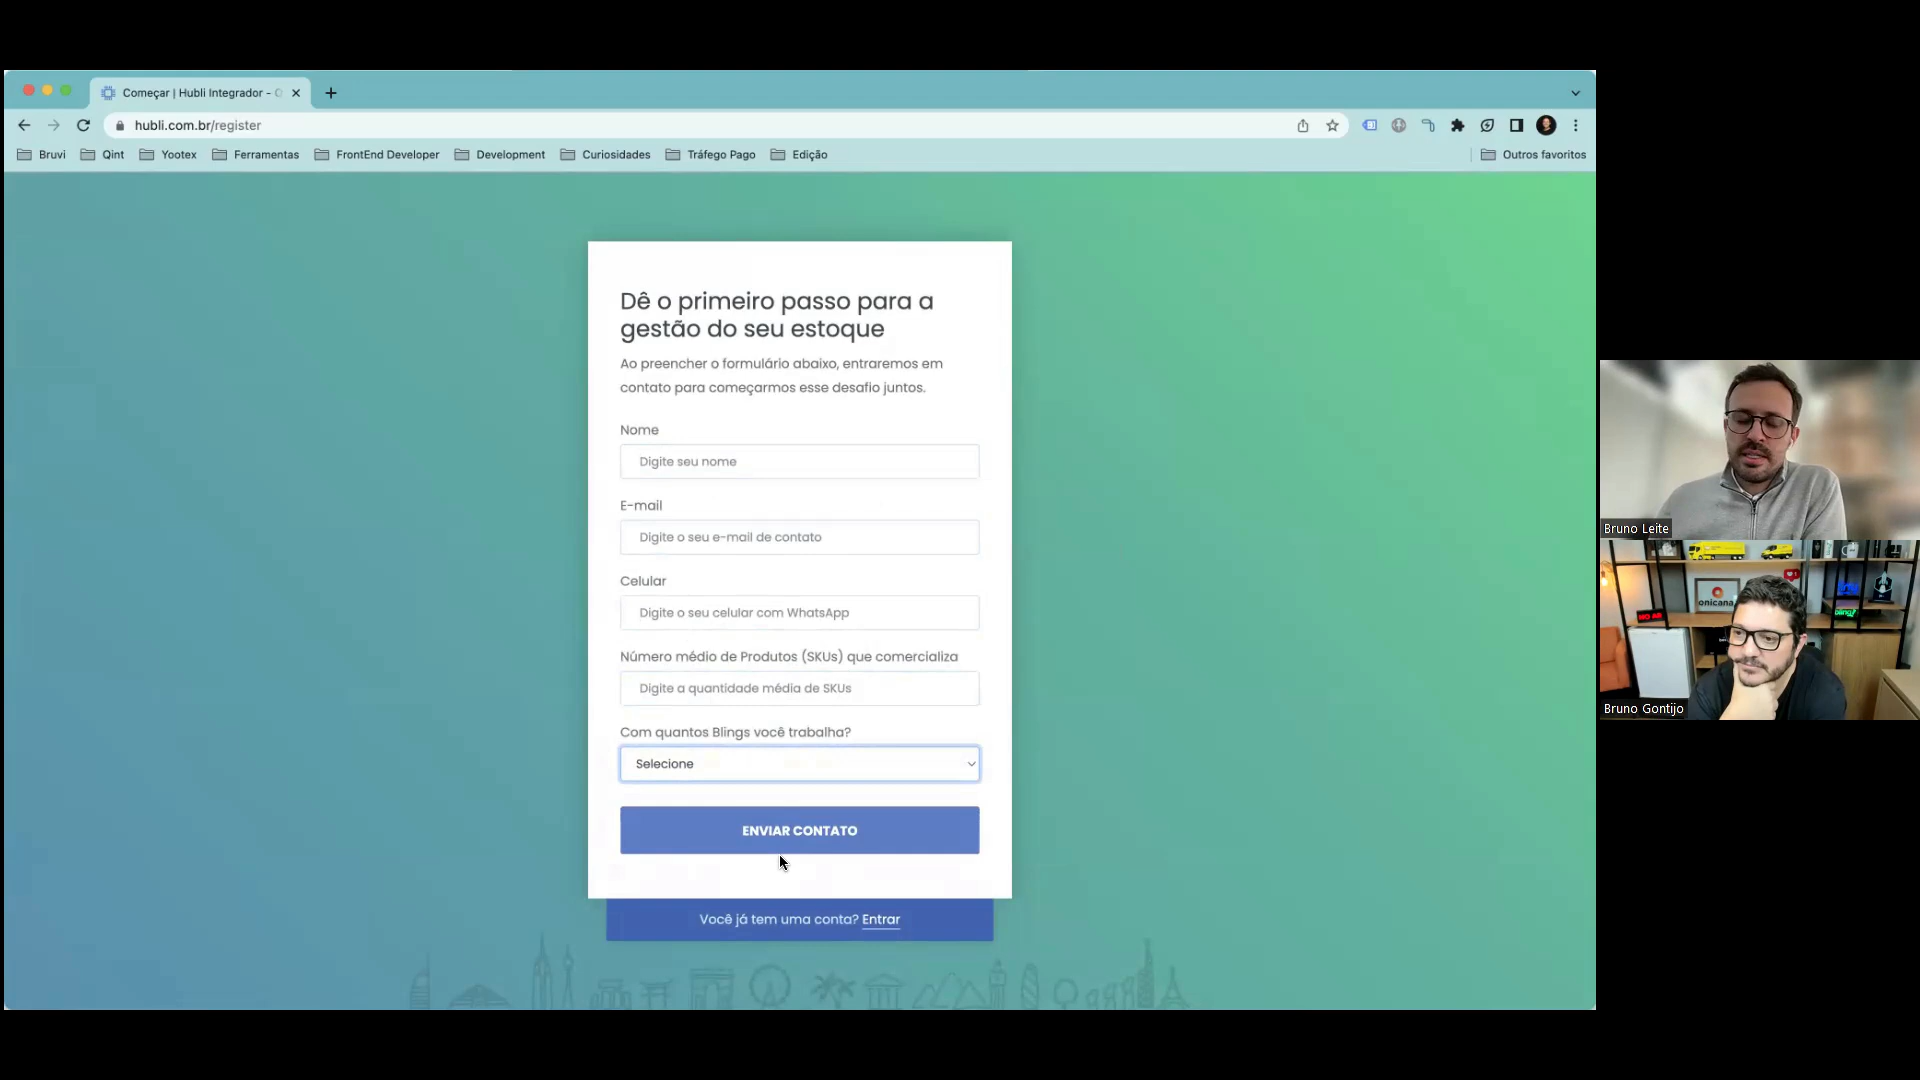 Começar | Hubli Integrador -
hubli.com.br/register
Bruvi
Qint
Yootex
Ferramentas
FrontEnd Developer
Development
Curiosidades
Tráfego Pago
Edição
Outros favoritos
Dê o primeiro passo para a
gestão do seu estoque
Ao preencher o formulário abaixo, entraremos em
contato para começarmos esse desafio juntos.
Nome
Digite seu nome
E-mail
Digite o seu e-mail de contato
Celular
Digite o seu celular com WhatsApp
Número médio de Produtos (SKUs) que comercializa
Digite a quantidade média de SKUs
Com quantos Blings você trabalha?
Selecione
ENVIAR CONTATO
Você já tem uma conta? Entrar
Bruno Leite
NO AR
onicana
bling
Bruno Gontijo